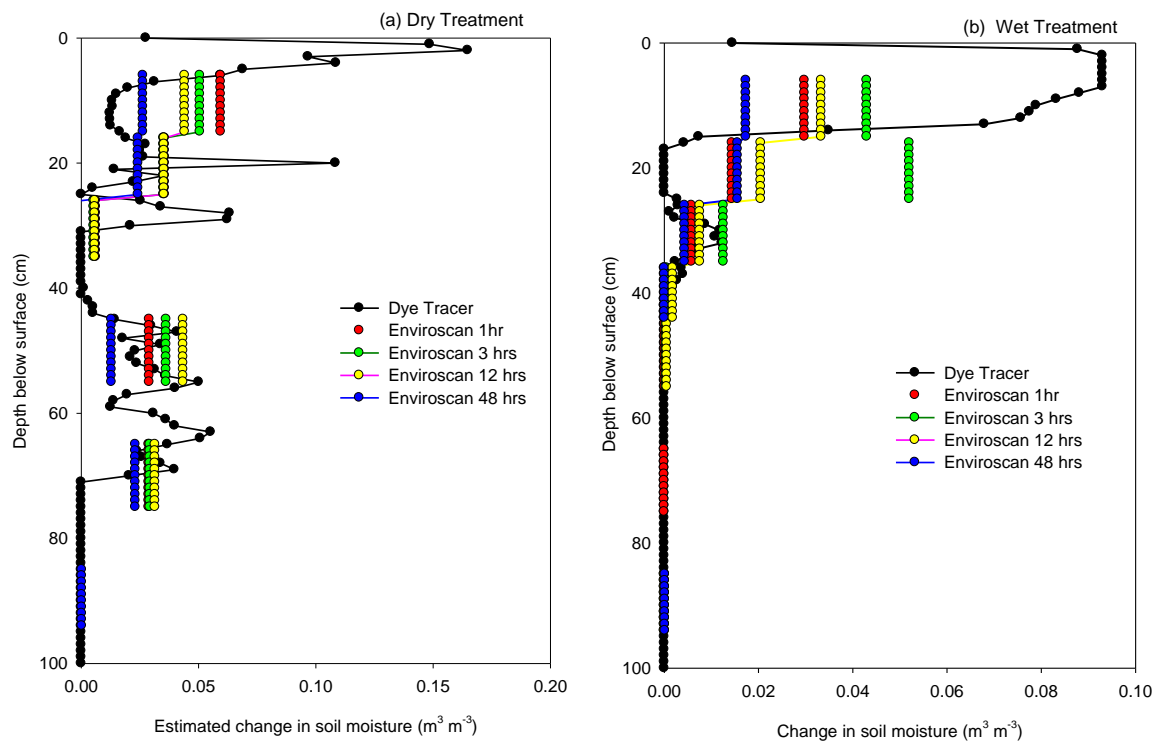 (a) Dry Treatment
0
20
40
60
80
100
Depth below surface (cm)
Dye Tracer
Enviroscan 1hr
Enviroscan 3 hrs
Enviroscan 12 hrs
Enviroscan 48 hrs
0.00 0.05 0.10 0.15 0.20
Estimated change in soil moisture (m³ m⁻³)
(b) Wet Treatment
0
20
40
60
80
100
Depth below surface (cm)
Dye Tracer
Enviroscan 1hr
Enviroscan 3 hrs
Enviroscan 12 hrs
Enviroscan 48 hrs
0.00 0.02 0.04 0.06 0.08 0.10
Change in soil moisture (m³ m⁻³)